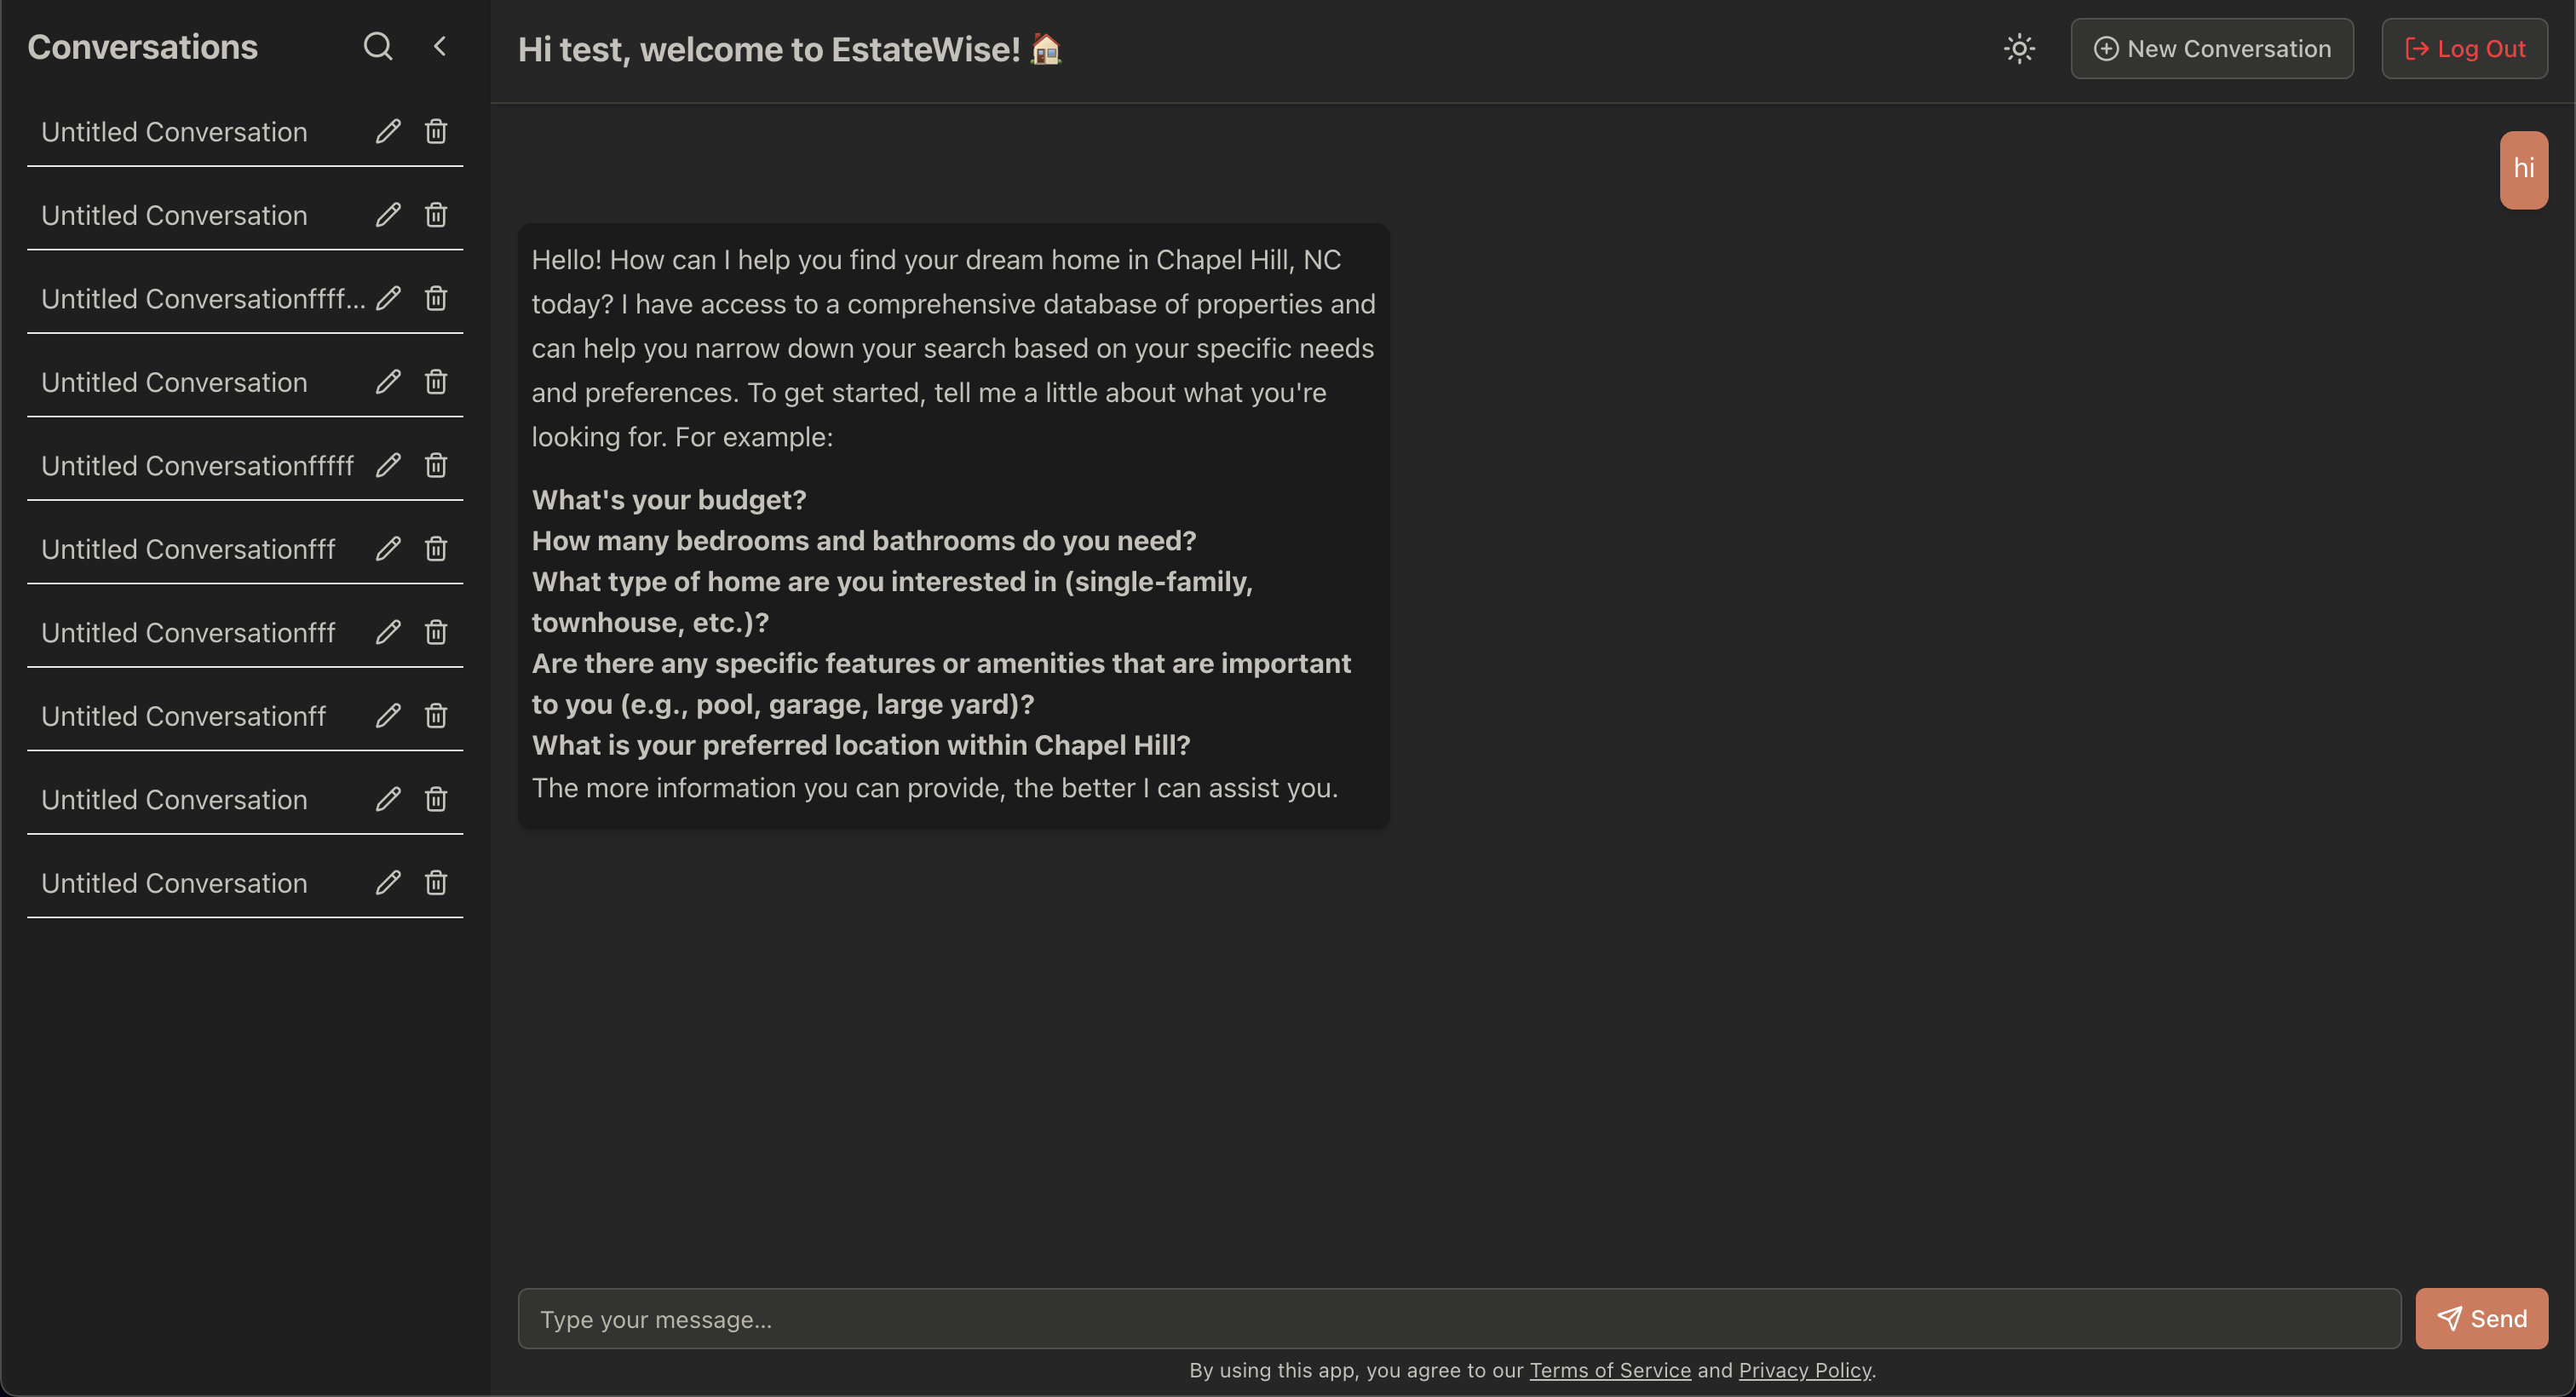 Conversations
Untitled Conversation
Untitled Conversation
Untitled Conversationffff...
Untitled Conversation
Untitled Conversationfffff
Untitled Conversationfff
Untitled Conversationfff
Untitled Conversationff
Untitled Conversation
Untitled Conversation
Hi test, welcome to EstateWise! 🏠
New Conversation
Log Out
hi
Hello! How can I help you find your dream home in Chapel Hill, NC
today? I have access to a comprehensive database of properties and
can help you narrow down your search based on your specific needs
and preferences. To get started, tell me a little about what you're
looking for. For example:
What's your budget?
How many bedrooms and bathrooms do you need?
What type of home are you interested in (single-family,
townhouse, etc.)?
Are there any specific features or amenities that are important
to you (e.g., pool, garage, large yard)?
What is your preferred location within Chapel Hill?
The more information you can provide, the better I can assist you.
Type your message...
Send
By using this app, you agree to our Terms of Service and Privacy Policy.